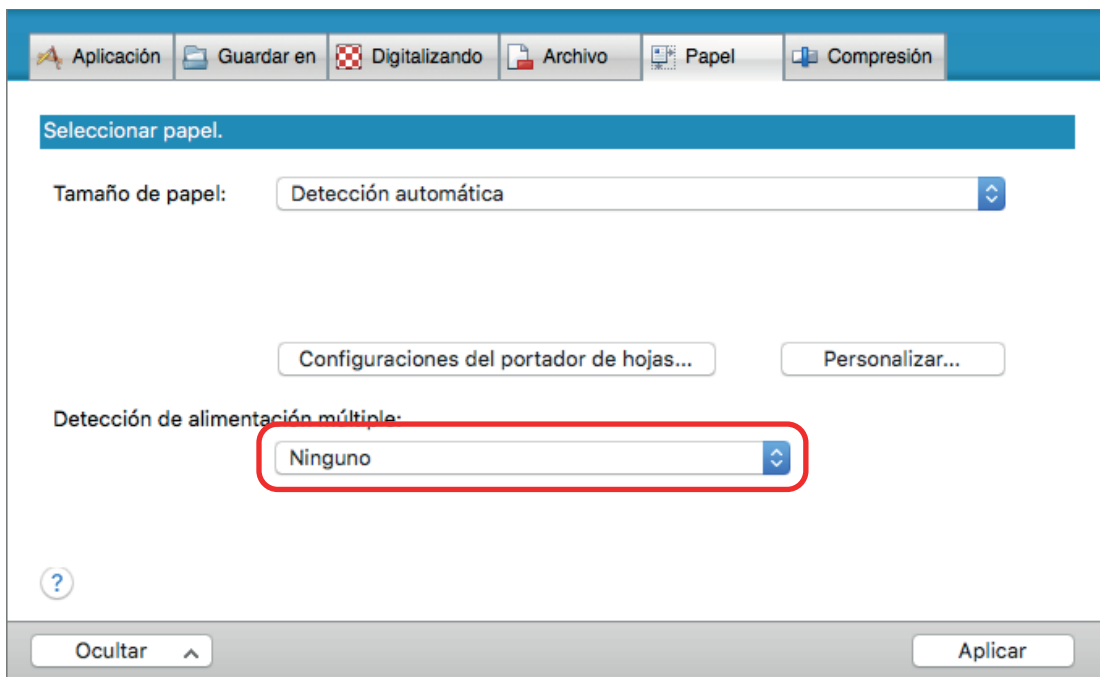 Aplicación Guardar en Digitalizando Archivo Papel Compresión
Seleccionar papel.
Tamaño de papel: Detección automática
Configuraciones del portador de hojas... Personalizar...
Detección de alimentación múltiple:
Ninguno
?
Ocultar Aplicar